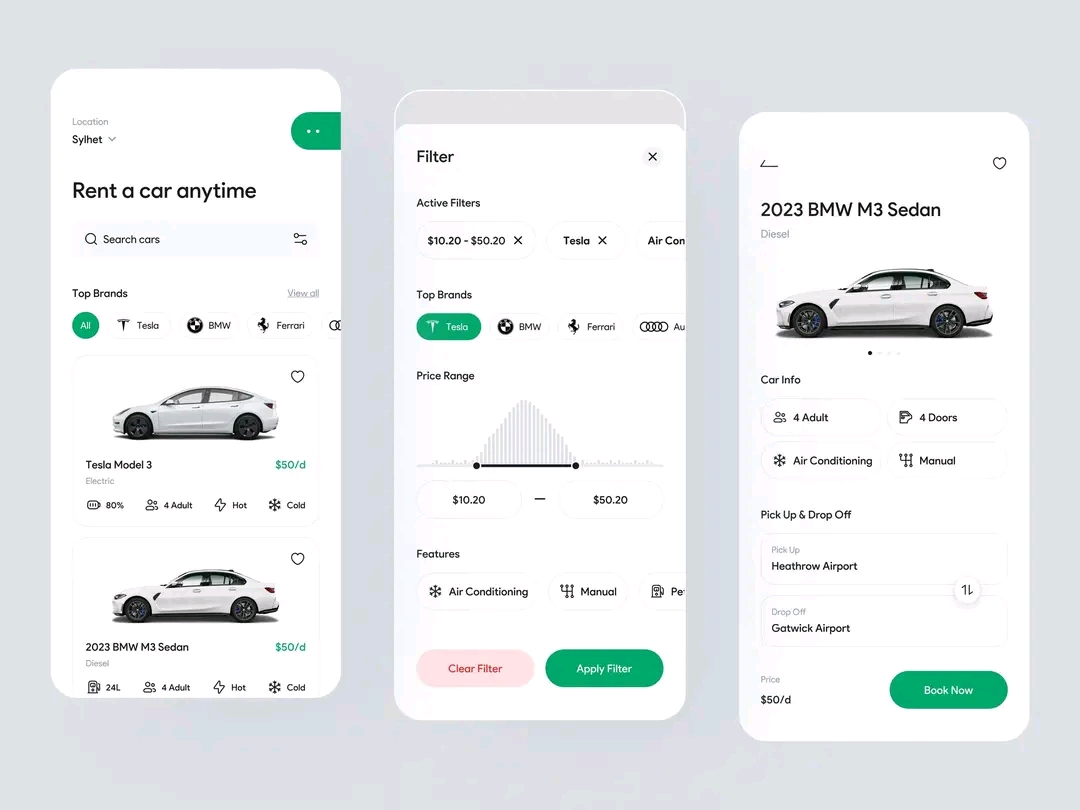 Location
Sylhet
Rent a car anytime
Search cars
Top Brands View all
All Tesla BMW Ferrari
Tesla Model 3 $50/d
Electric
80% 4 Adult Hot Cold
2023 BMW M3 Sedan $50/d
Diesel
24L 4 Adult Hot Cold
Filter
Active Filters
$10.20 - $50.20 Tesla Air Con
Top Brands
Tesla BMW Ferrari Au
Price Range
$10.20 — $50.20
Features
Air Conditioning Manual Pe
Clear Filter Apply Filter
2023 BMW M3 Sedan
Diesel
Car Info
4 Adult 4 Doors
Air Conditioning Manual
Pick Up & Drop Off
Pick Up
Heathrow Airport
Drop Off
Gatwick Airport
Price
$50/d
Book Now